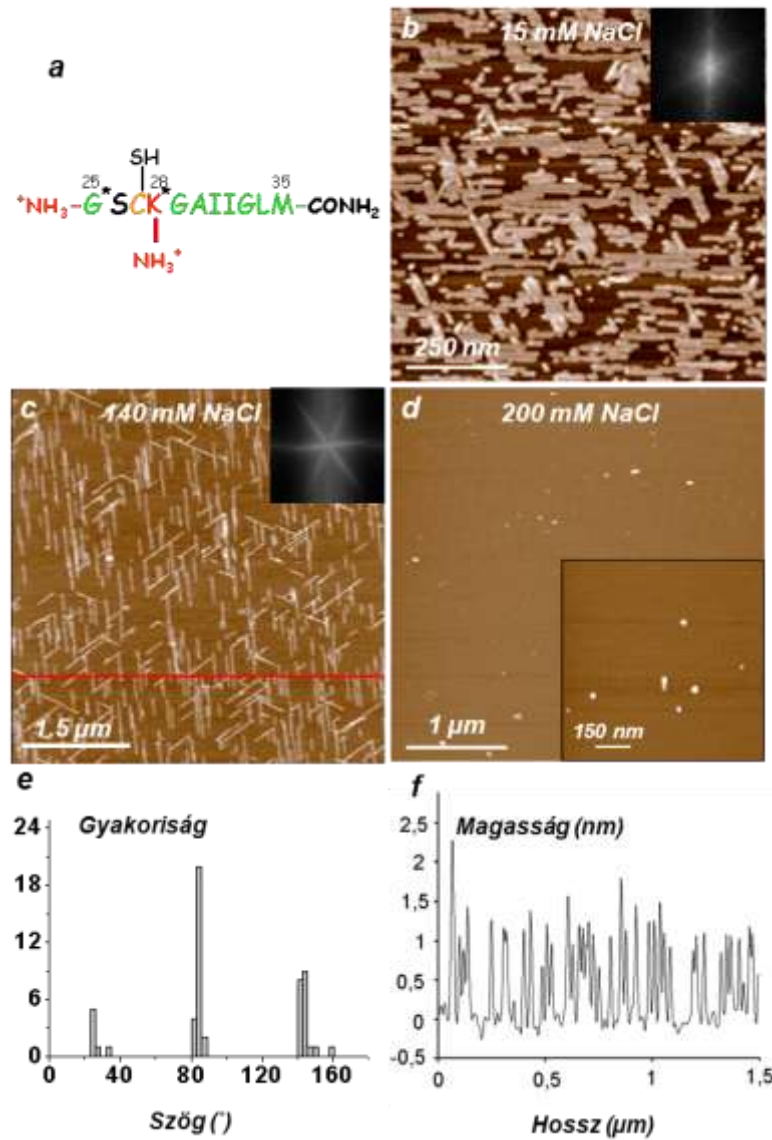 a
SH
25 28 35
⁺NH₃-G*SCK*GAIIGLM-CONH₂
NH₃⁺
b 15 mM NaCl
250 nm
c 140 mM NaCl
1,5 µm
d 200 mM NaCl
1 µm
150 nm
e
Gyakoriság
24
18
12
6
0
0 40 80 120 160
Szög (°)
f
Magasság (nm)
2,5
2
1,5
1
0,5
0
-0,5
0 0,5 1 1,5
Hossz (µm)